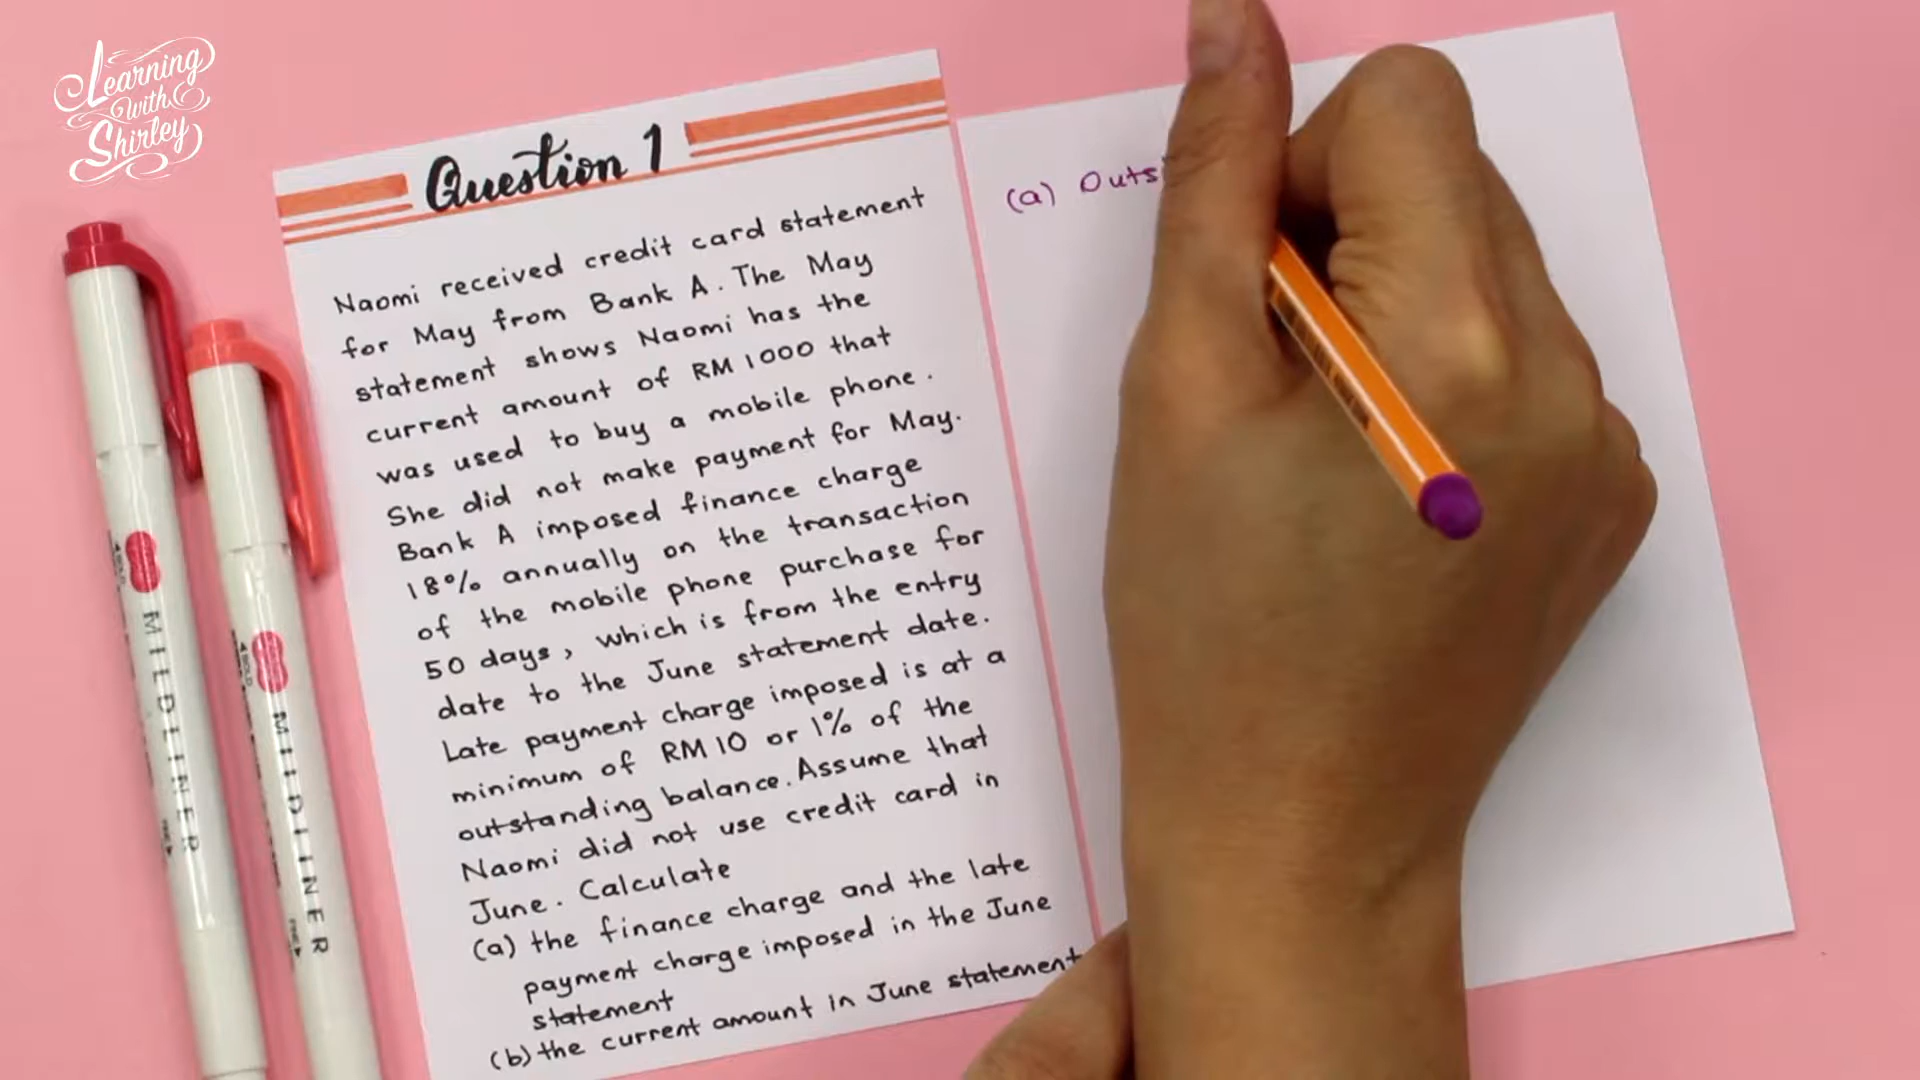 Learning
with
Shirley
Question 1
Naomi received credit card statement
for May from Bank A. The May
statement shows Naomi has the
current amount of RM 1000 that
was used to buy a mobile phone.
She did not make payment for May.
Bank A imposed finance charge
18% annually on the transaction
of the mobile phone purchase for
50 days, which is from the entry
date to the June statement date.
Late payment charge imposed is at a
minimum of RM 10 or 1% of the
outstanding balance. Assume that
Naomi did not use credit card in
June. Calculate
(a) the finance charge and the late
payment charge imposed in the June
statement
(b) the current amount in June statement
(a) Outs
MILDLINER
MILDLINER